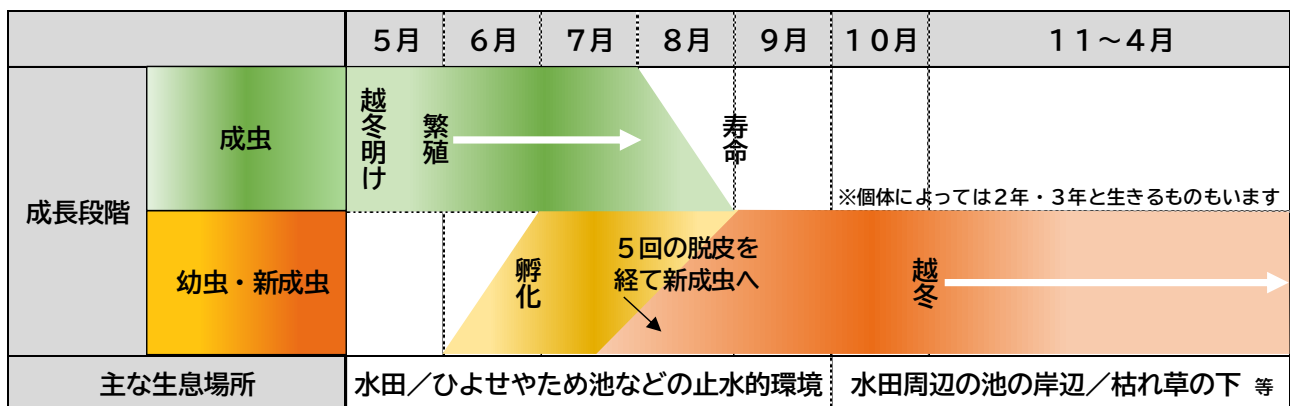 5月 6月 7月 8月 9月 10月 11～4月
成長段階
成虫
越冬明け
繁殖
寿命
※個体によっては2年・3年と生きるものもいます
幼虫・新成虫
孵化
5回の脱皮を
経て新成虫へ
越冬
主な生息場所
水田／ひよせやため池などの止水的環境
水田周辺の池の岸辺／枯れ草の下 等